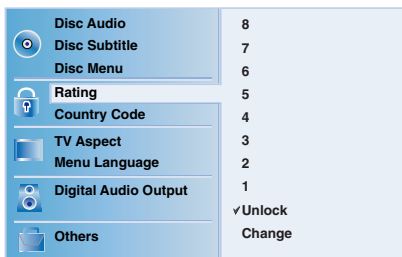 Disc Audio
Disc Subtitle
Disc Menu
Rating
Country Code
TV Aspect
Menu Language
Digital Audio Output
Others
8
7
6
5
4
3
2
1
✓Unlock
Change